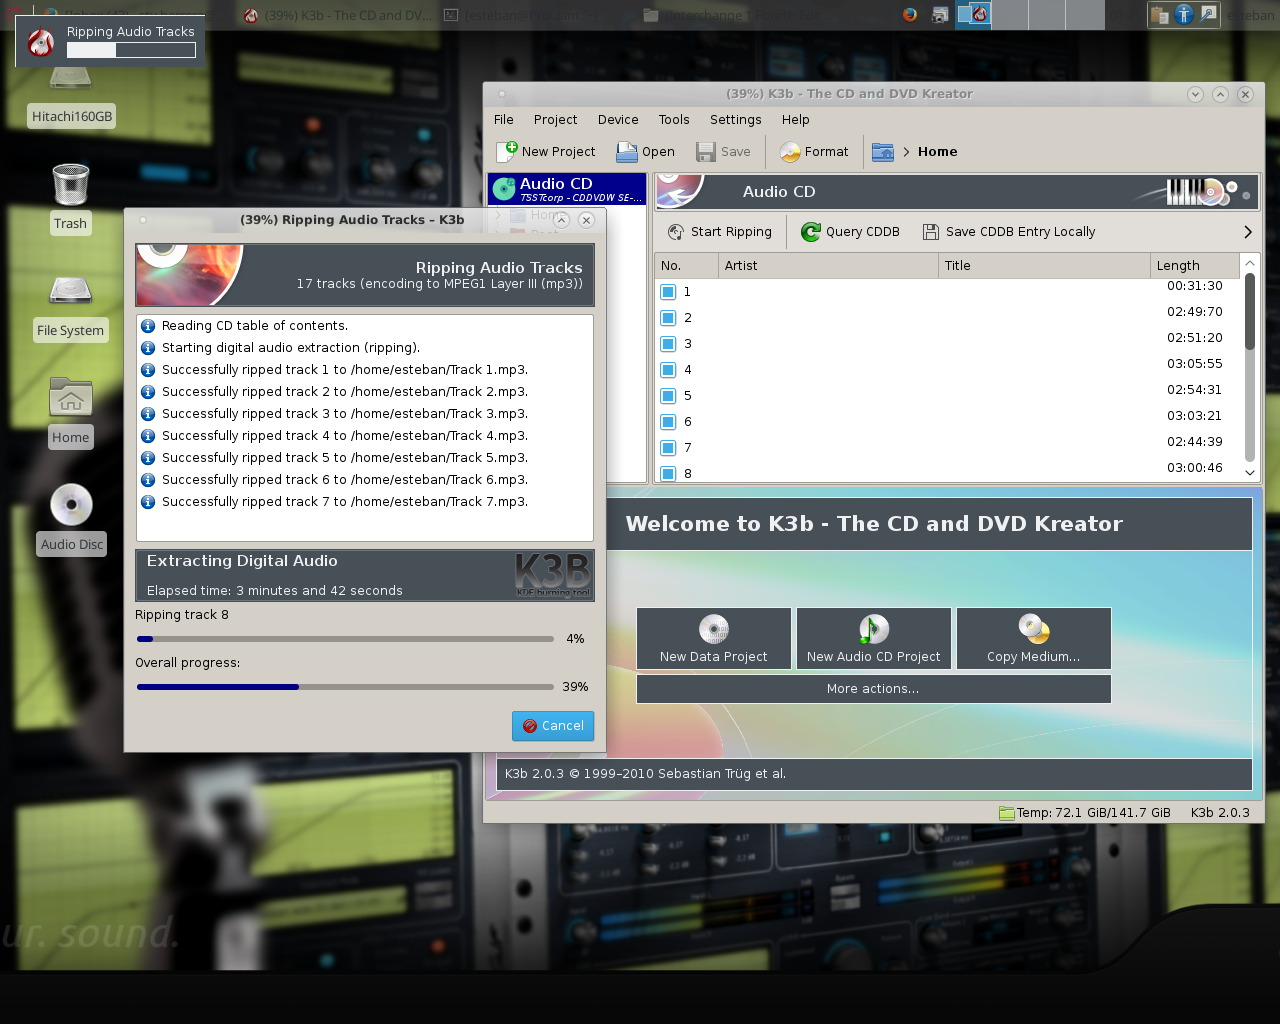 (39%) K3b - The CD and DV...
Ripping Audio Tracks
Hitachi160GB
Trash
File System
Home
Audio Disc
(39%) K3b - The CD and DVD Kreator
File Project Device Tools Settings Help
New Project Open Save Format Home
Audio CD
TSSTcorp - CDDVDW SE-...
Audio CD
Start Ripping Query CDDB Save CDDB Entry Locally
No. Artist Title Length
1 00:31:30
2 02:49:70
3 02:51:20
4 03:05:55
5 02:54:31
6 03:03:21
7 02:44:39
8 03:00:46
(39%) Ripping Audio Tracks – K3b
Ripping Audio Tracks
17 tracks (encoding to MPEG1 Layer III (mp3))
Reading CD table of contents.
Starting digital audio extraction (ripping).
Successfully ripped track 1 to /home/esteban/Track 1.mp3.
Successfully ripped track 2 to /home/esteban/Track 2.mp3.
Successfully ripped track 3 to /home/esteban/Track 3.mp3.
Successfully ripped track 4 to /home/esteban/Track 4.mp3.
Successfully ripped track 5 to /home/esteban/Track 5.mp3.
Successfully ripped track 6 to /home/esteban/Track 6.mp3.
Successfully ripped track 7 to /home/esteban/Track 7.mp3.
Extracting Digital Audio
Elapsed time: 3 minutes and 42 seconds
K3B
KDE burning tool
Ripping track 8
4%
Overall progress:
39%
Cancel
Welcome to K3b - The CD and DVD Kreator
New Data Project New Audio CD Project Copy Medium...
More actions...
K3b 2.0.3 © 1999–2010 Sebastian Trüg et al.
Temp: 72.1 GiB/141.7 GiB K3b 2.0.3
ur. sound.